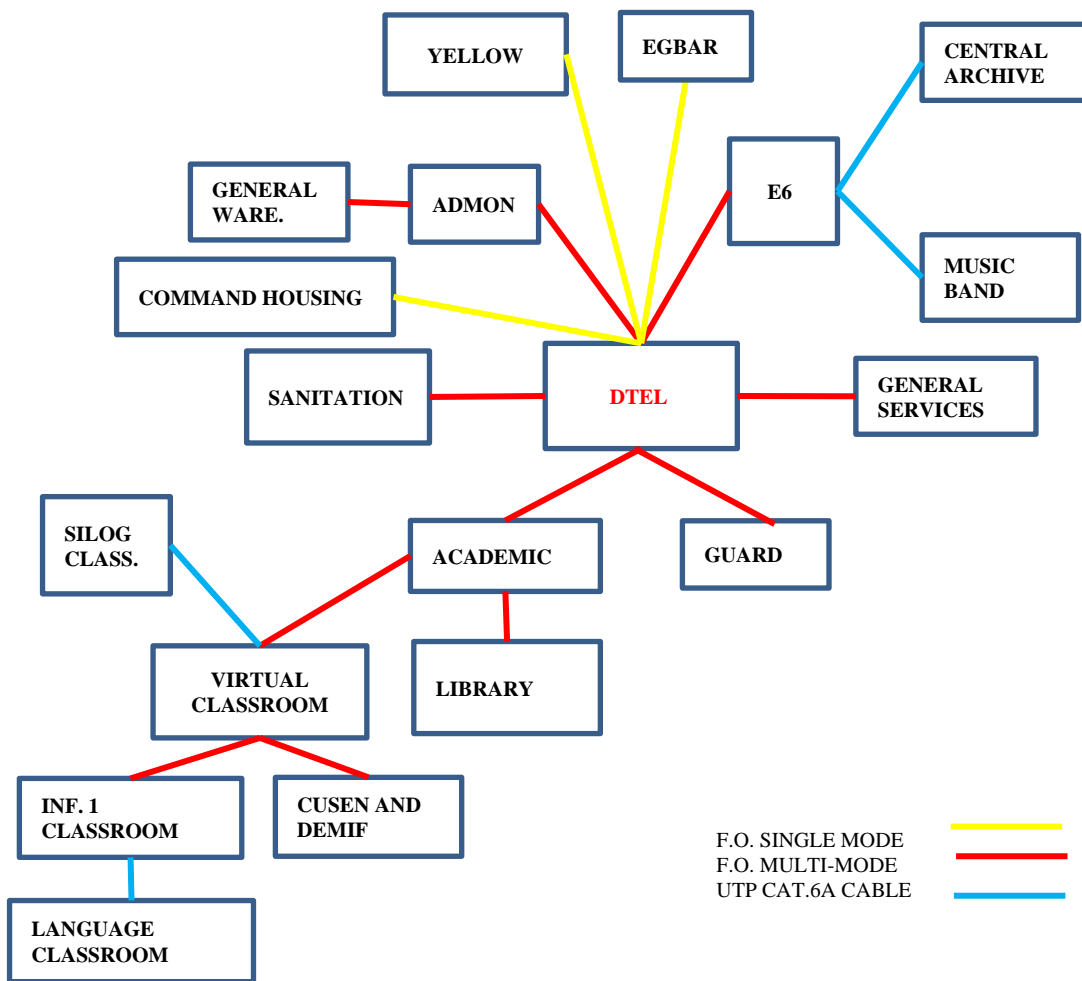 YELLOW
EGBAR
CENTRAL
ARCHIVE
GENERAL
WARE.
ADMON
E6
COMMAND HOUSING
MUSIC
BAND
SANITATION
DTEL
GENERAL
SERVICES
SILOG
CLASS.
ACADEMIC
GUARD
VIRTUAL
CLASSROOM
LIBRARY
INF. 1
CLASSROOM
CUSEN AND
DEMIF
LANGUAGE
CLASSROOM
F.O. SINGLE MODE
F.O. MULTI-MODE
UTP CAT.6A CABLE